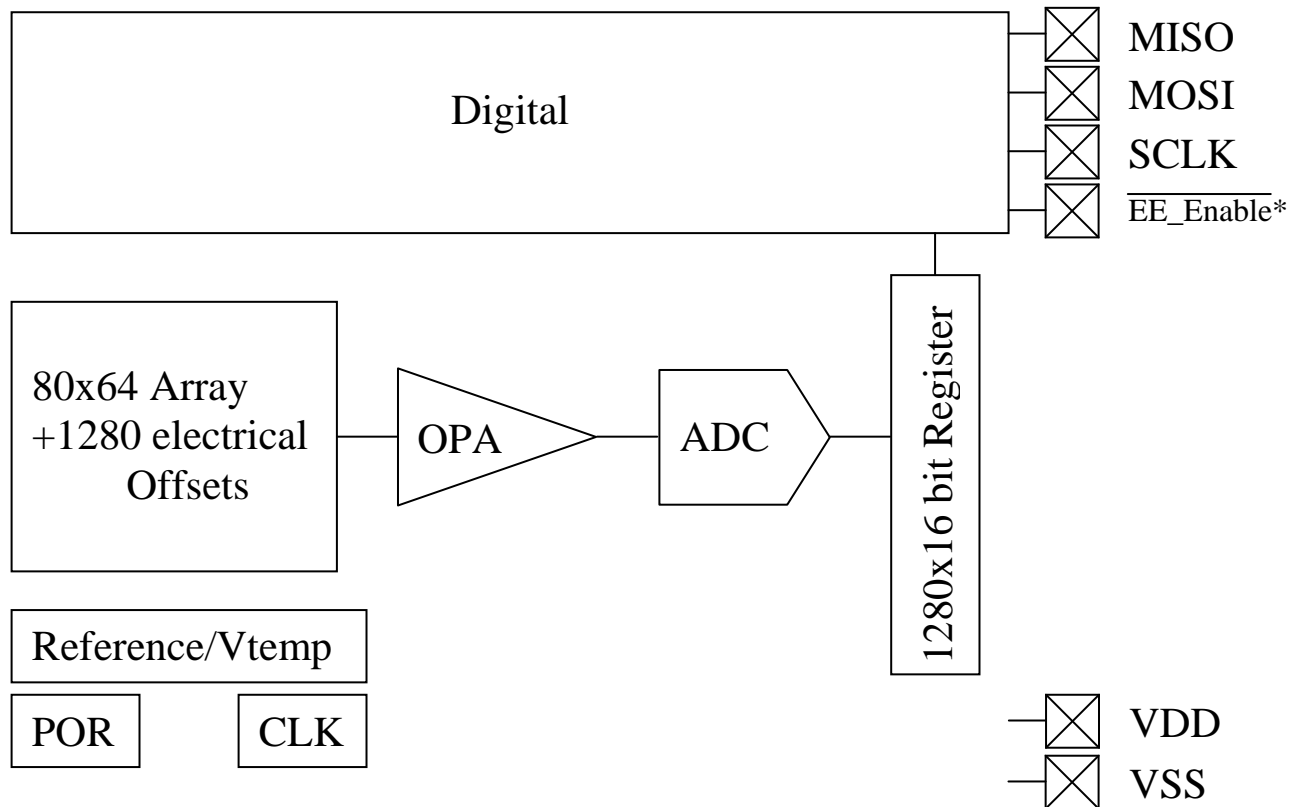 Digital
MISO
MOSI
SCLK
EE_Enable*
80x64 Array
+1280 electrical
Offsets
OPA
ADC
1280x16 bit Register
Reference/Vtemp
POR
CLK
VDD
VSS